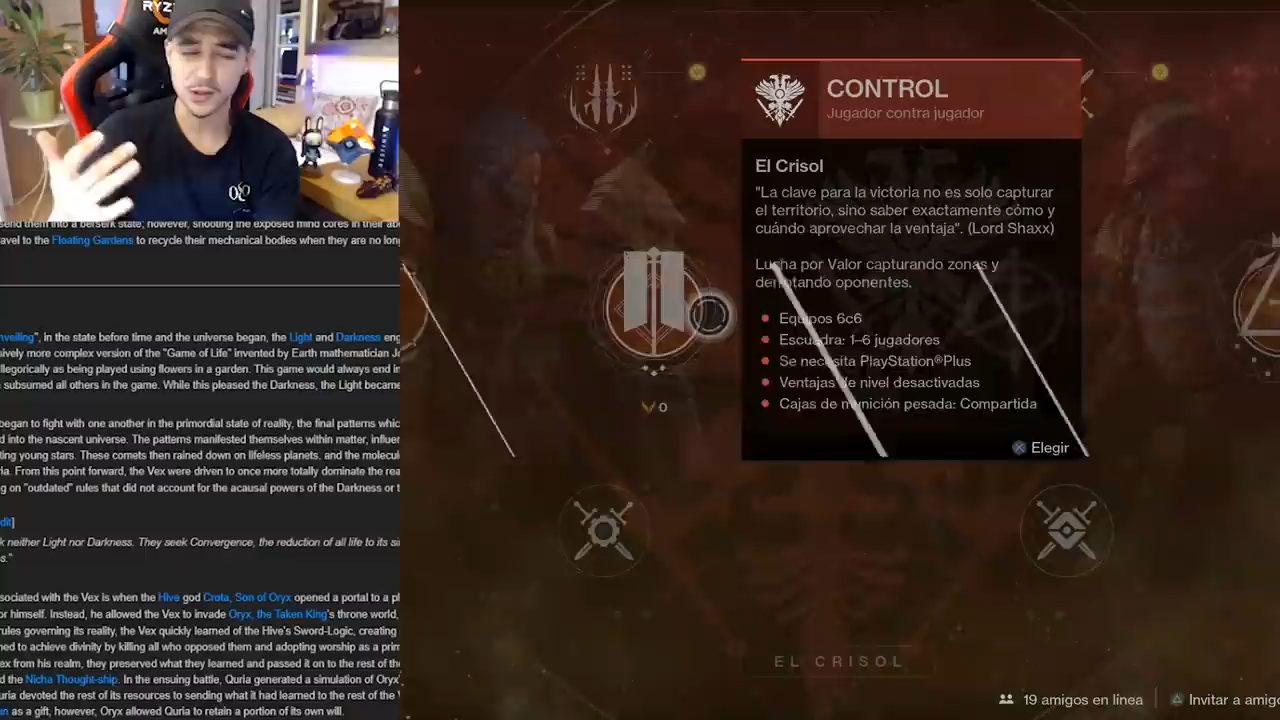 RYZ
AM
send them into a berserk state; however, shooting the exposed mind cores in their
avel to the Floating Gardens to recycle their mechanical bodies when they are no long
nveiling", in the state before time and the universe began, the Light and Darkness
sively more complex version of the "Game of Life" invented by Earth mathematician
llegorically as being played using flowers in a garden. This game would always end in
subsumed all others in the game. While this pleased the Darkness, the Light became
began to fight with one another in the primordial state of reality, the final patterns
d into the nascent universe. The patterns manifested themselves within matter,
ting young stars. These comets then rained down on lifeless planets, and the
ria. From this point forward, the Vex were driven to once more totally dominate the
ng on "outdated" rules that did not account for the acausal powers of the Darkness or
dit]
k neither Light nor Darkness. They seek Convergence, the reduction of all life to its
s."
sociated with the Vex is when the Hive god Crota, Son of Oryx opened a portal to a
or himself. Instead, he allowed the Vex to invade Oryx, the Taken King's throne world,
rules governing its reality, the Vex quickly learned of the Hive's Sword-Logic, creating
ned to achieve divinity by killing all who opposed them and adopting worship as a
ex from his realm, they preserved what they learned and passed it on to the rest of
d the Nicha Thought-ship. In the ensuing battle, Quria generated a simulation of Oryx
uria devoted the rest of its resources to sending what it had learned to the rest of the
an as a gift, however, Oryx allowed Quria to retain a portion of its own will.
CONTROL
Jugador contra jugador
El Crisol
"La clave para la victoria no es solo capturar
el territorio, sino saber exactamente cómo y
cuándo aprovechar la ventaja". (Lord Shaxx)
Lucha por Valor capturando zonas y
derrotando oponentes.
Equipos 6c6
Escuadra: 1–6 jugadores
Se necesita PlayStation®Plus
Ventajas de nivel desactivadas
Cajas de munición pesada: Compartida
Elegir
0
EL CRISOL
19 amigos en línea
Invitar a amigo